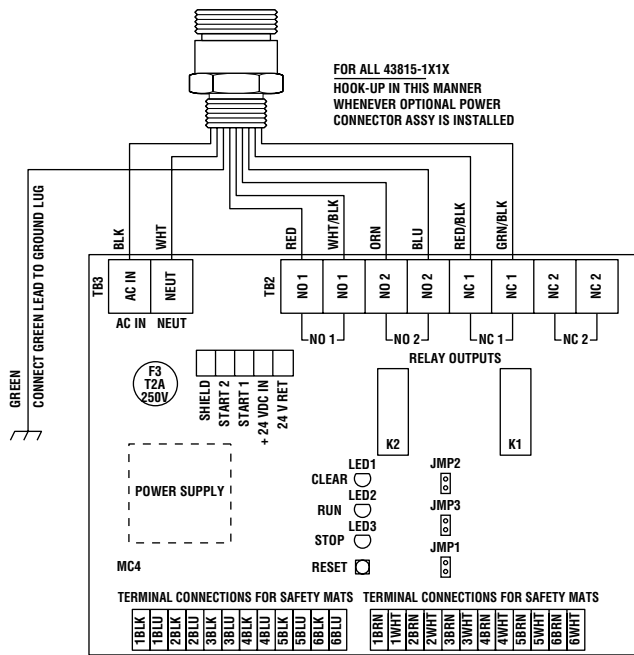 FOR ALL 43815-1X1X
HOOK-UP IN THIS MANNER
WHENEVER OPTIONAL POWER
CONNECTOR ASSY IS INSTALLED
GREEN
CONNECT GREEN LEAD TO GROUND LUG
BLK
WHT
RED
WHT/BLK
ORN
BLU
RED/BLK
GRN/BLK
TB3
AC IN
NEUT
TB2
NO 1
NO 1
NO 2
NO 2
NC 1
NC 1
NC 2
NC 2
AC IN NEUT
NO 1
NO 2
NC 1
NC 2
RELAY OUTPUTS
F3
T2A
250V
SHIELD
START 2
START 1
+ 24 VDC IN
24 V RET
K2
K1
POWER SUPPLY
LED1
CLEAR
LED2
RUN
LED3
STOP
RESET
JMP2
JMP3
JMP1
MC4
TERMINAL CONNECTIONS FOR SAFETY MATS
1BLK
1BLU
2BLK
2BLU
3BLK
3BLU
4BLK
4BLU
5BLK
5BLU
6BLK
6BLU
TERMINAL CONNECTIONS FOR SAFETY MATS
1BRN
1WHT
2BRN
2WHT
3BRN
3WHT
4BRN
4WHT
5BRN
5WHT
6BRN
6WHT